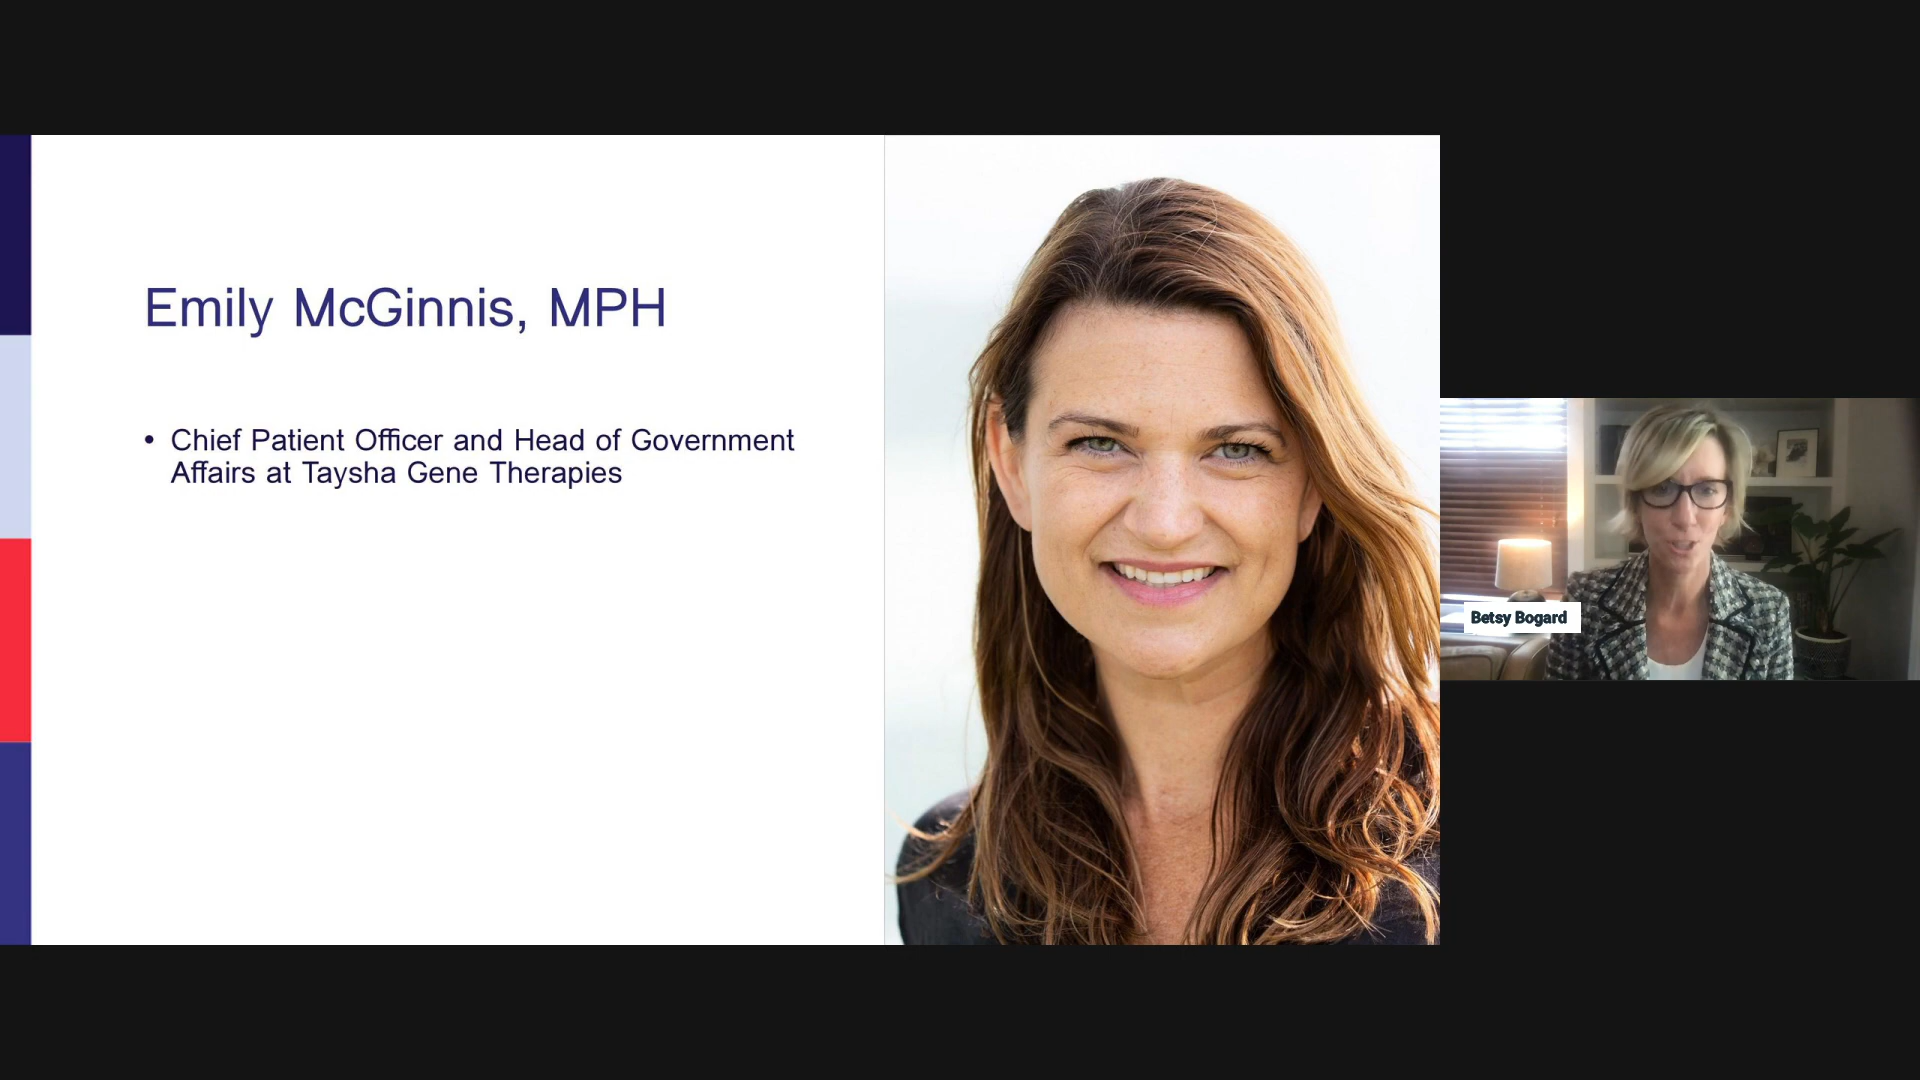 Emily McGinnis, MPH
• Chief Patient Officer and Head of Government
Affairs at Taysha Gene Therapies
Betsy Bogard